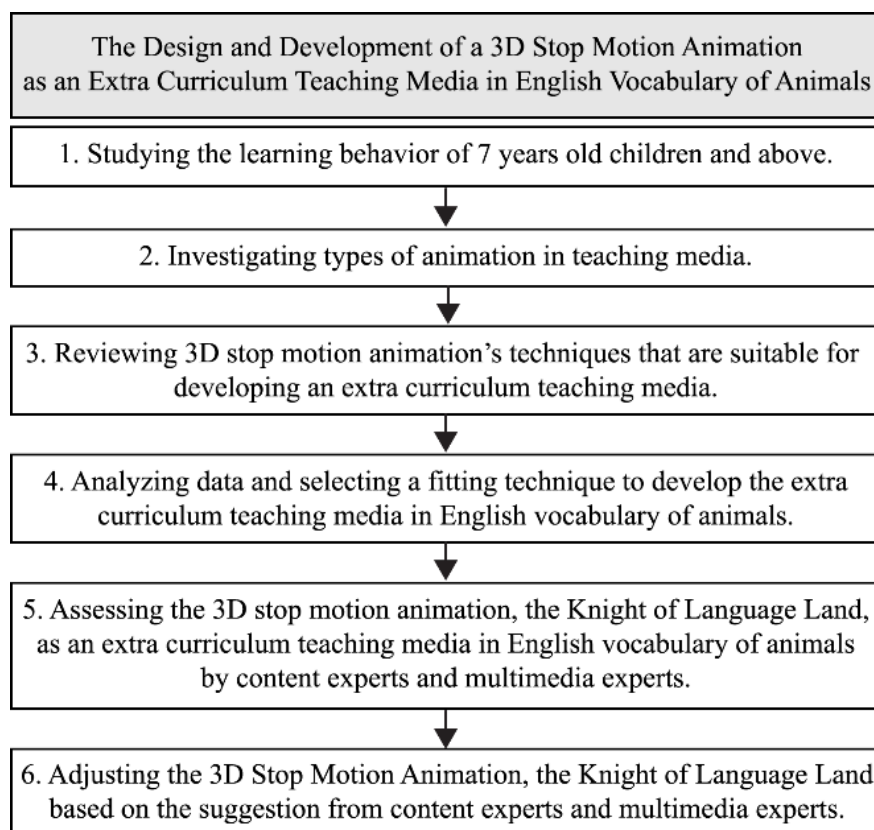 The Design and Development of a 3D Stop Motion Animation
as an Extra Curriculum Teaching Media in English Vocabulary of Animals
1. Studying the learning behavior of 7 years old children and above.
2. Investigating types of animation in teaching media.
3. Reviewing 3D stop motion animation’s techniques that are suitable for
developing an extra curriculum teaching media.
4. Analyzing data and selecting a fitting technique to develop the extra
curriculum teaching media in English vocabulary of animals.
5. Assessing the 3D stop motion animation, the Knight of Language Land,
as an extra curriculum teaching media in English vocabulary of animals
by content experts and multimedia experts.
6. Adjusting the 3D Stop Motion Animation, the Knight of Language Land
based on the suggestion from content experts and multimedia experts.